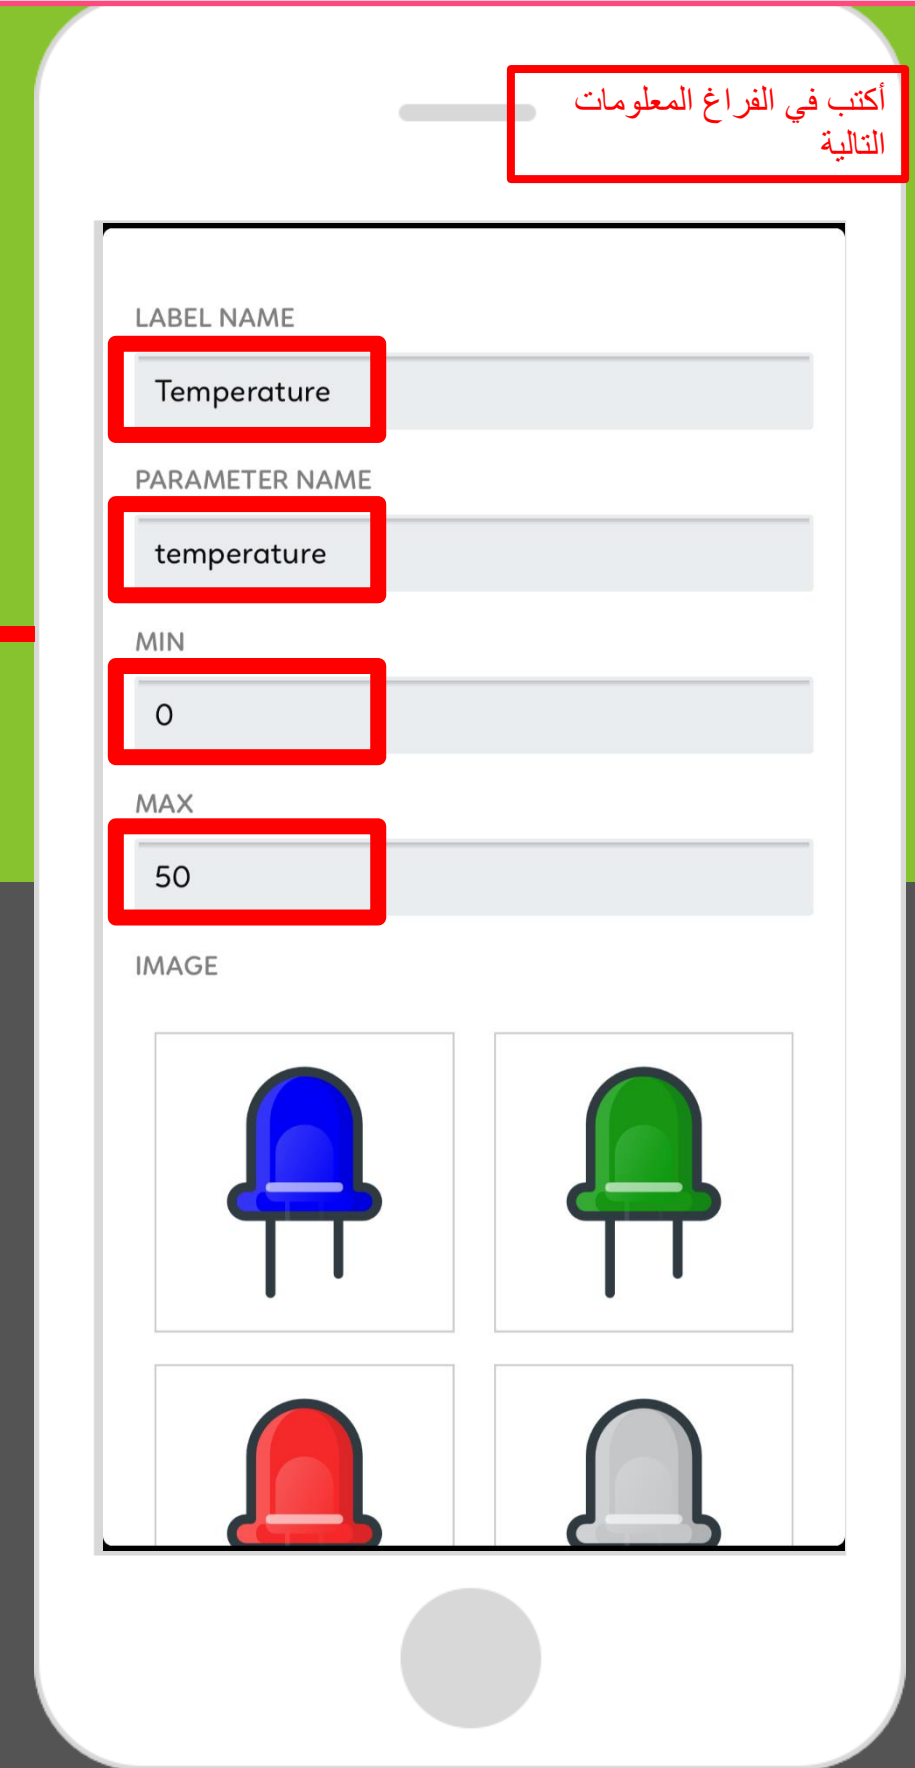 أكتب في الفراغ المعلومات
التالية
LABEL NAME
Temperature
PARAMETER NAME
temperature
MIN
0
MAX
50
IMAGE